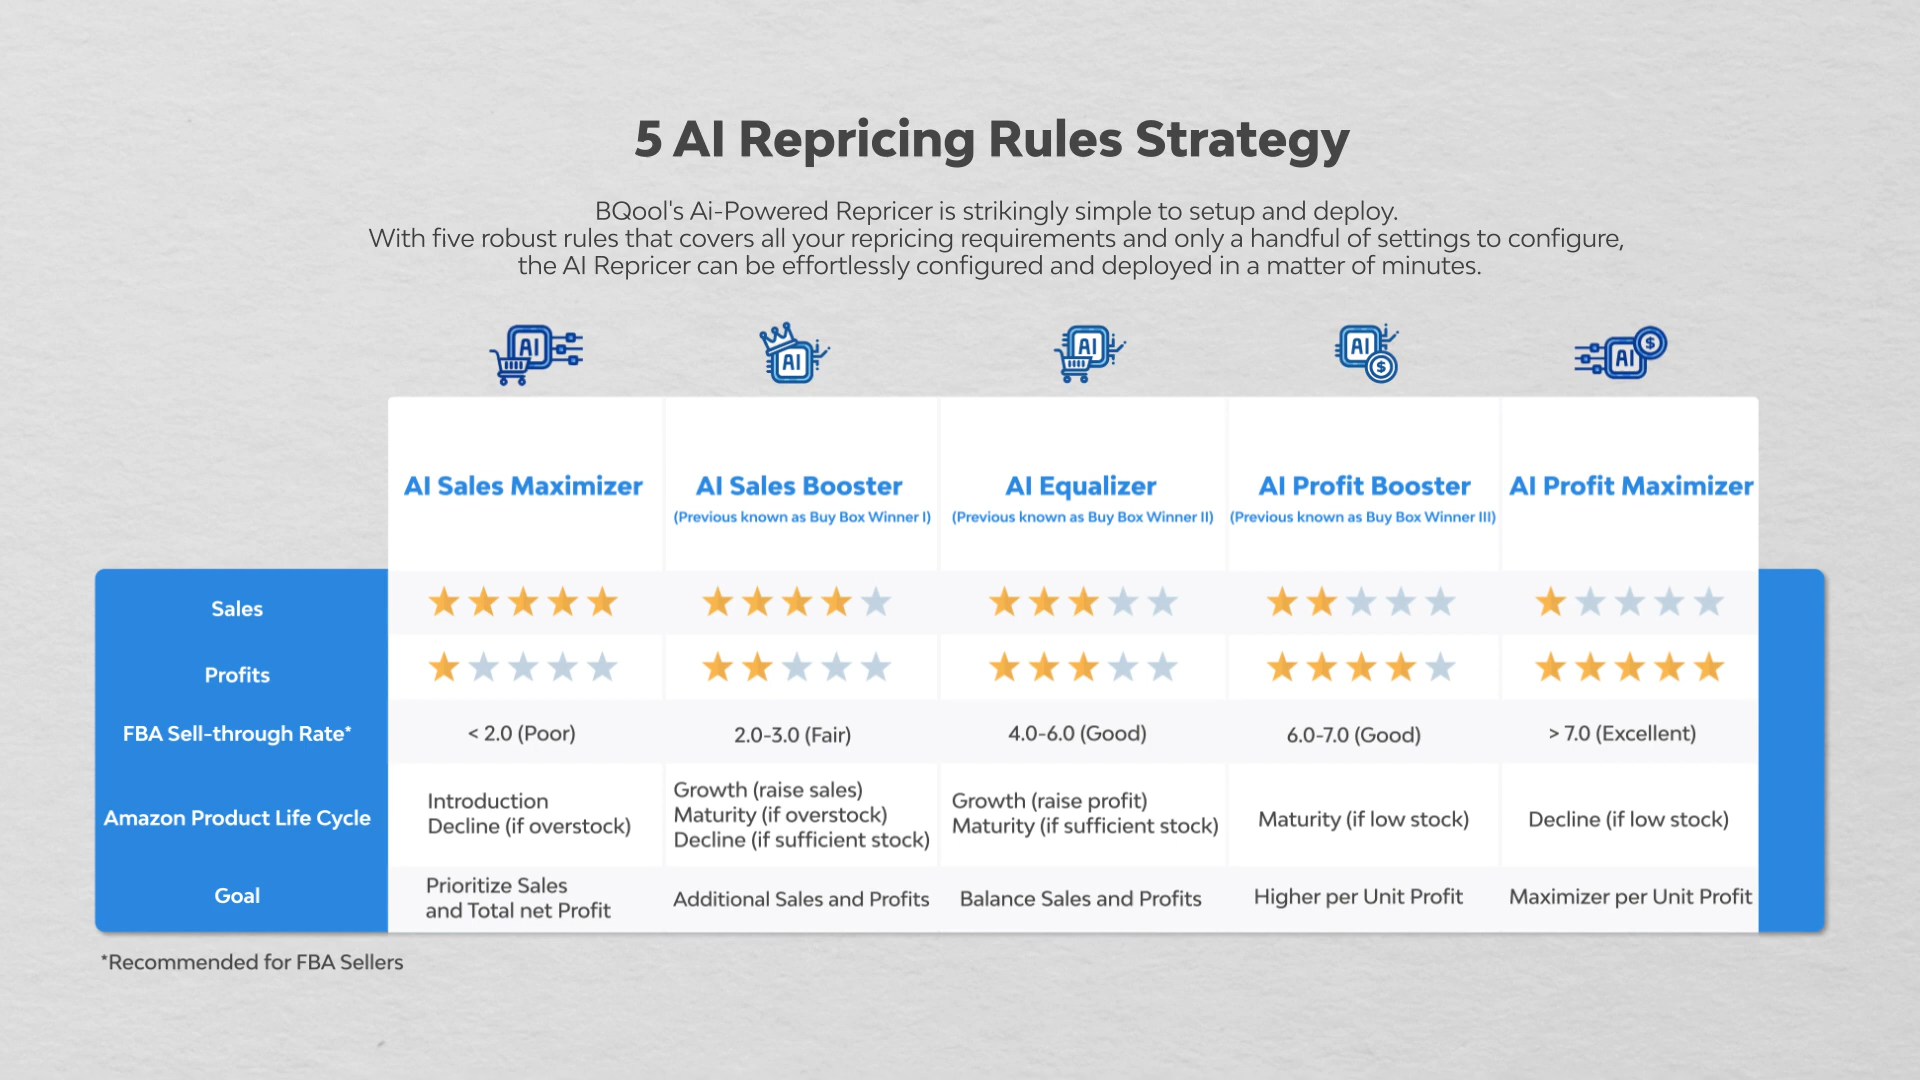 5 AI Repricing Rules Strategy
BQool's Ai-Powered Repricer is strikingly simple to setup and deploy.
With five robust rules that covers all your repricing requirements and only a handful of settings to configure,
the AI Repricer can be effortlessly configured and deployed in a matter of minutes.
AI
AI
AI
AI $
AI $
AI Sales Maximizer
AI Sales Booster
(Previous known as Buy Box Winner I)
AI Equalizer
(Previous known as Buy Box Winner II)
AI Profit Booster
(Previous known as Buy Box Winner III)
AI Profit Maximizer
Sales
Profits
FBA Sell-through Rate*
< 2.0 (Poor)
2.0-3.0 (Fair)
4.0-6.0 (Good)
6.0-7.0 (Good)
> 7.0 (Excellent)
Amazon Product Life Cycle
Introduction
Decline (if overstock)
Growth (raise sales)
Maturity (if overstock)
Decline (if sufficient stock)
Growth (raise profit)
Maturity (if sufficient stock)
Maturity (if low stock)
Decline (if low stock)
Goal
Prioritize Sales
and Total net Profit
Additional Sales and Profits
Balance Sales and Profits
Higher per Unit Profit
Maximizer per Unit Profit
*Recommended for FBA Sellers